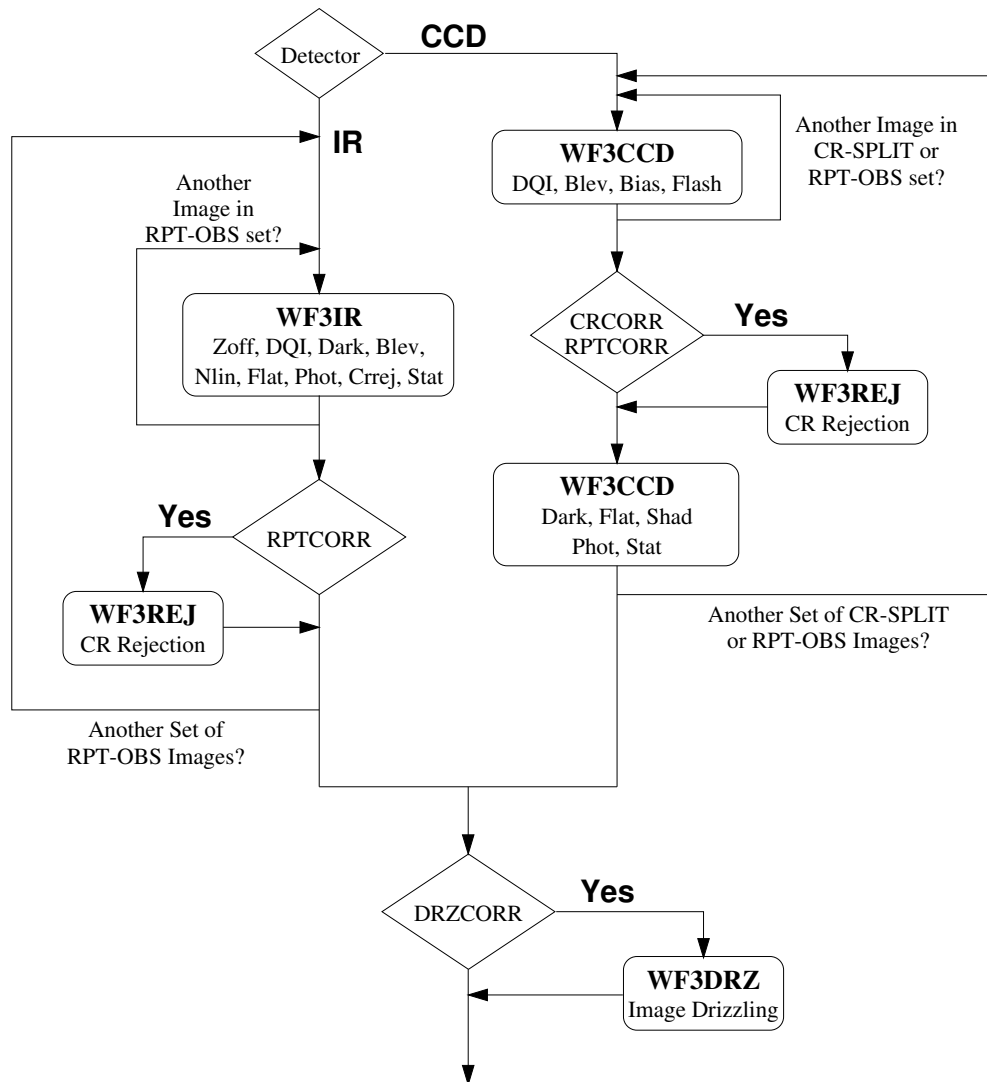 Detector
CCD
IR
Another Image in
CR-SPLIT or
RPT-OBS set?
WF3CCD
DQI, Blev, Bias, Flash
Another
Image in
RPT-OBS set?
WF3IR
Zoff, DQI, Dark, Blev,
Nlin, Flat, Phot, Crrej, Stat
CRCORR
RPTCORR
Yes
WF3REJ
CR Rejection
WF3CCD
Dark, Flat, Shad
Phot, Stat
RPTCORR
Yes
WF3REJ
CR Rejection
Another Set of CR-SPLIT
or RPT-OBS Images?
Another Set of
RPT-OBS Images?
DRZCORR
Yes
WF3DRZ
Image Drizzling